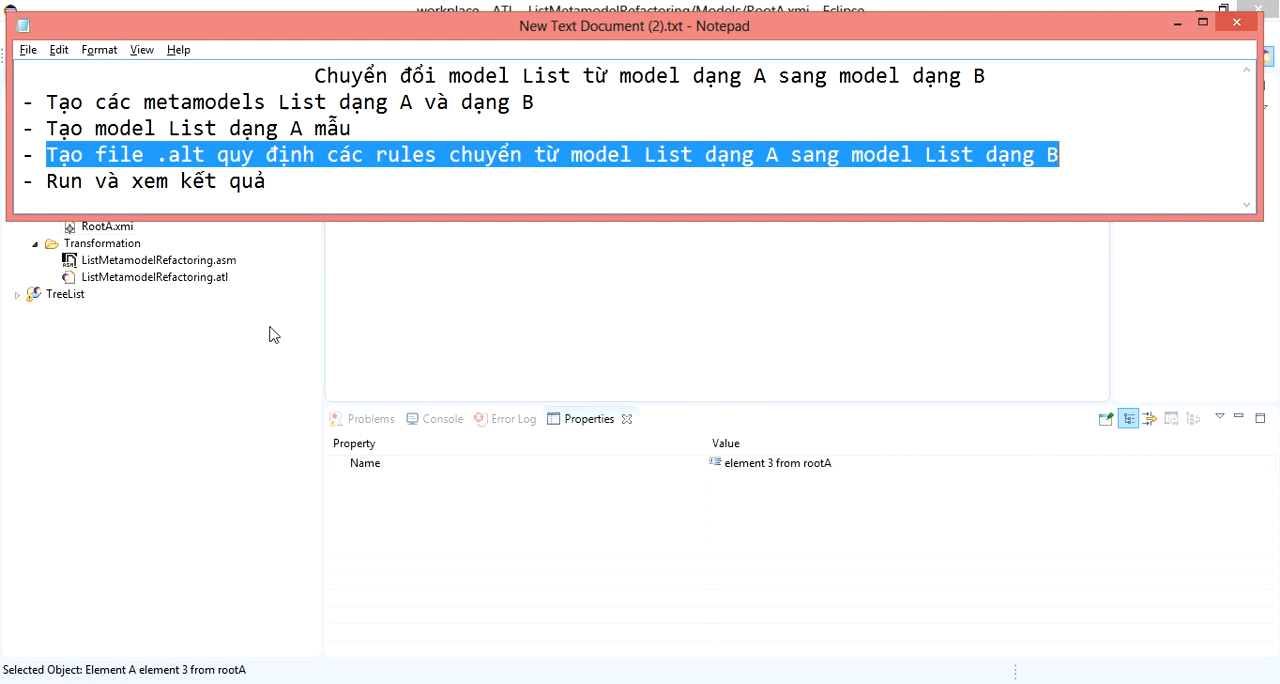 workplace - ATL - ListMetamodelRefactoring/Models/RootA.xmi - Eclipse
New Text Document (2).txt - Notepad
File Edit Format View Help
Chuyển đổi model List từ model dạng A sang model dạng B
- Tạo các metamodels List dạng A và dạng B
- Tạo model List dạng A mẫu
- Tạo file .alt quy định các rules chuyển từ model List dạng A sang model List dạng B
- Run và xem kết quả
RootA.xmi
Transformation
ListMetamodelRefactoring.asm
ListMetamodelRefactoring.atl
TreeList
Problems Console Error Log Properties
Property Value
Name element 3 from rootA
Selected Object: Element A element 3 from rootA